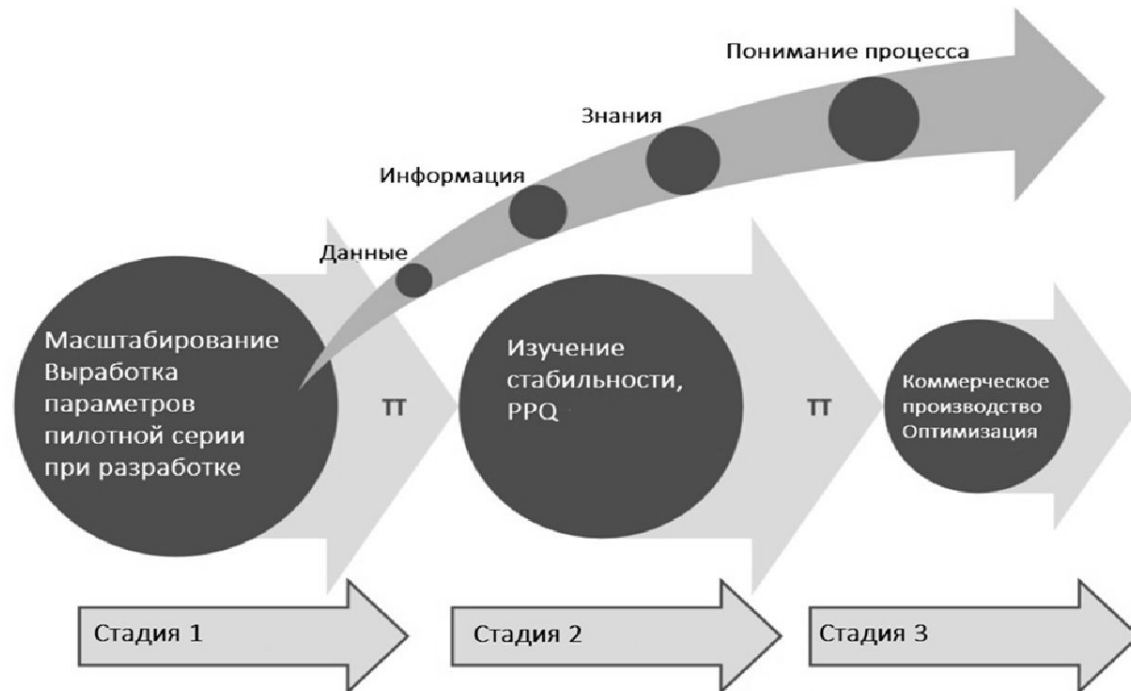 Понимание процесса
Знания
Информация
Данные
Масштабирование
Выработка
параметров
пилотной серии
при разработке
ТТ
Изучение
стабильности,
PPQ
ТТ
Коммерческое
производство
Оптимизация
Стадия 1
Стадия 2
Стадия 3